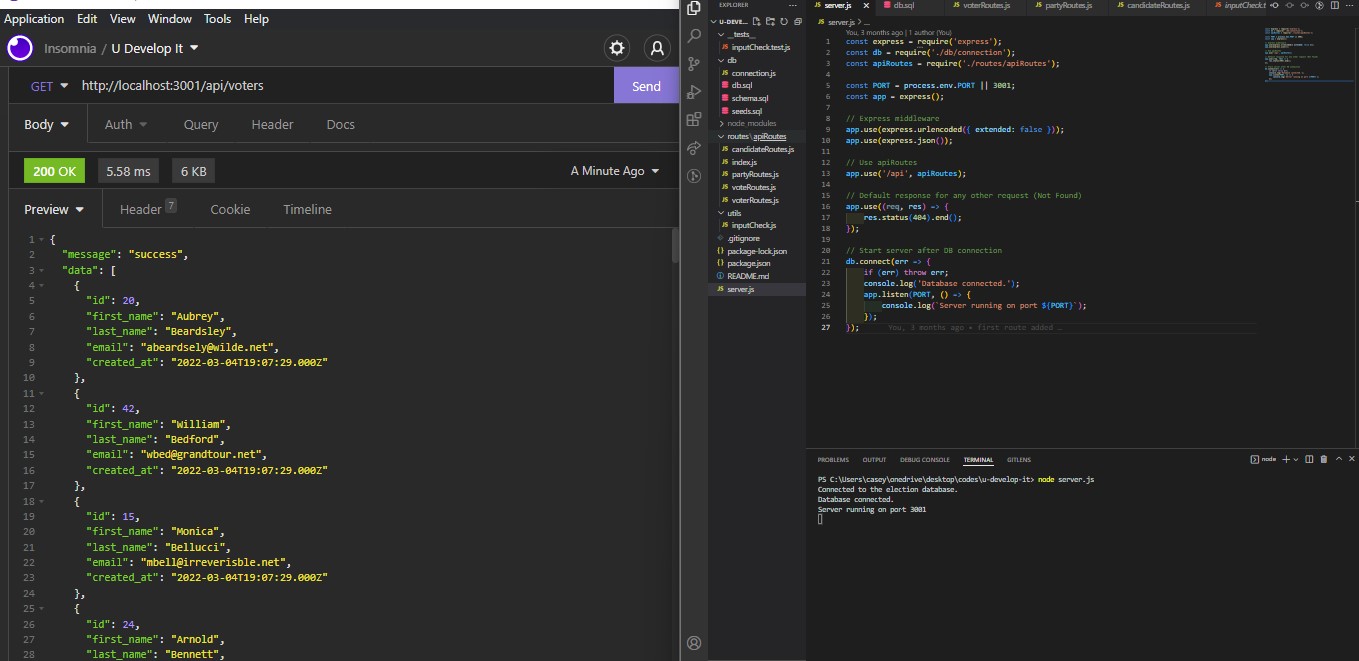 Application Edit View Window Tools Help
Insomnia / U Develop It
GET http://localhost:3001/api/voters Send
Body Auth Query Header Docs
200 OK 5.58 ms 6 KB A Minute Ago
Preview Header 7 Cookie Timeline
1 {
2 "message": "success",
3 "data": [
4 {
5 "id": 20,
6 "first_name": "Aubrey",
7 "last_name": "Beardsley",
8 "email": "abeardsely@wilde.net",
9 "created_at": "2022-03-04T19:07:29.000Z"
10 },
11 {
12 "id": 42,
13 "first_name": "William",
14 "last_name": "Bedford",
15 "email": "wbed@grandtour.net",
16 "created_at": "2022-03-04T19:07:29.000Z"
17 },
18 {
19 "id": 15,
20 "first_name": "Monica",
21 "last_name": "Bellucci",
22 "email": "mbell@irreverisble.net",
23 "created_at": "2022-03-04T19:07:29.000Z"
24 },
25 {
26 "id": 24,
27 "first_name": "Arnold",
28 "last_name": "Bennett",
EXPLORER ...
U-DEVE...
__tests__
JS inputCheck.test.js
db
JS connection.js
db.sql
schema.sql
seeds.sql
node_modules
routes\apiRoutes
JS candidateRoutes.js
JS index.js
JS partyRoutes.js
JS voteRoutes.js
JS voterRoutes.js
utils
JS inputCheck.js
.gitignore
{} package-lock.json
{} package.json
README.md
JS server.js
JS server.js db.sql JS voterRoutes.js JS partyRoutes.js JS candidateRoutes.js JS inputCheck.t
JS server.js > ...
You, 3 months ago | 1 author (You)
1 const express = require('express');
2 const db = require('./db/connection');
3 const apiRoutes = require('./routes/apiRoutes');
4
5 const PORT = process.env.PORT || 3001;
6 const app = express();
7
8 // Express middleware
9 app.use(express.urlencoded({ extended: false }));
10 app.use(express.json());
11
12 // Use apiRoutes
13 app.use('/api', apiRoutes);
14
15 // Default response for any other request (Not Found)
16 app.use((req, res) => {
17 res.status(404).end();
18 });
19
20 // Start server after DB connection
21 db.connect(err => {
22 if (err) throw err;
23 console.log('Database connected.');
24 app.listen(PORT, () => {
25 console.log(`Server running on port ${PORT}`);
26 });
27 }); You, 3 months ago • first route added …
PROBLEMS OUTPUT DEBUG CONSOLE TERMINAL GITLENS node
PS C:\Users\casey\onedrive\desktop\codes\u-develop-it> node server.js
Connected to the election database.
Database connected.
Server running on port 3001